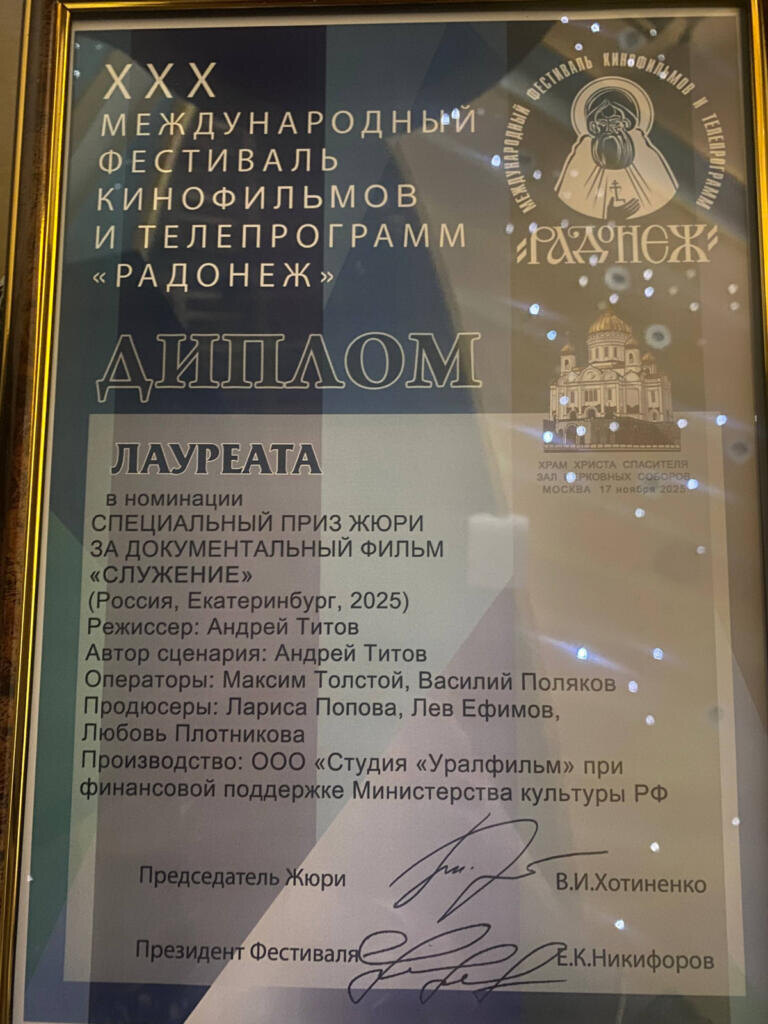 XXX
МЕЖДУНАРОДНЫЙ
ФЕСТИВАЛЬ
КИНОФИЛЬМОВ
И ТЕЛЕПРОГРАММ
«РАДОНЕЖ»
МЕЖДУНАРОДНЫЙ ФЕСТИВАЛЬ КИНОФИЛЬМОВ И ТЕЛЕПРОГРАММ
РАДОНЕЖ
ДИПЛОМ
ХРАМ ХРИСТА СПАСИТЕЛЯ
ЗАЛ ЦЕРКОВНЫХ СОБОРОВ
МОСКВА 17 ноября 2025
ЛАУРЕАТА
в номинации
СПЕЦИАЛЬНЫЙ ПРИЗ ЖЮРИ
ЗА ДОКУМЕНТАЛЬНЫЙ ФИЛЬМ
«СЛУЖЕНИЕ»
(Россия, Екатеринбург, 2025)
Режиссер: Андрей Титов
Автор сценария: Андрей Титов
Операторы: Максим Толстой, Василий Поляков
Продюсеры: Лариса Попова, Лев Ефимов,
Любовь Плотникова
Производство: ООО «Студия «Уралфильм» при
финансовой поддержке Министерства культуры РФ
Председатель Жюри В.И.Хотиненко
Президент Фестиваля Е.К.Никифоров